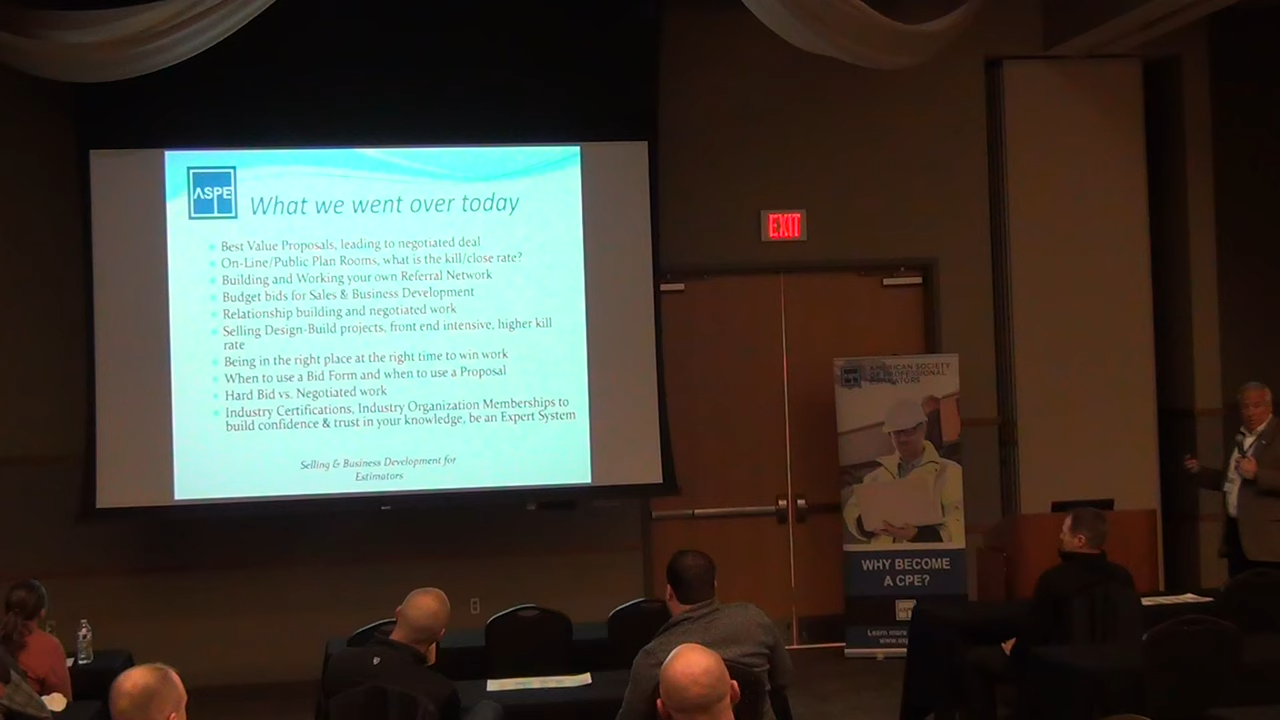 ASPE
What we went over today
Best Value Proposals, leading to negotiated deal
On-Line/Public Plan Rooms, what is the kill/close rate?
Building and Working your own Referral Network
Budget bids for Sales & Business Development
Relationship building and negotiated work
Selling Design-Build projects, front end intensive, higher kill
rate
Being in the right place at the right time to win work
When to use a Bid Form and when to use a Proposal
Hard Bid vs. Negotiated work
Industry Certifications, Industry Organization Memberships to
build confidence & trust in your knowledge, be an Expert System
Selling & Business Development for
Estimators
EXIT
AMERICAN SOCIETY
OF PROFESSIONAL
ESTIMATORS
WHY BECOME
A CPE?
ASPE
Learn more